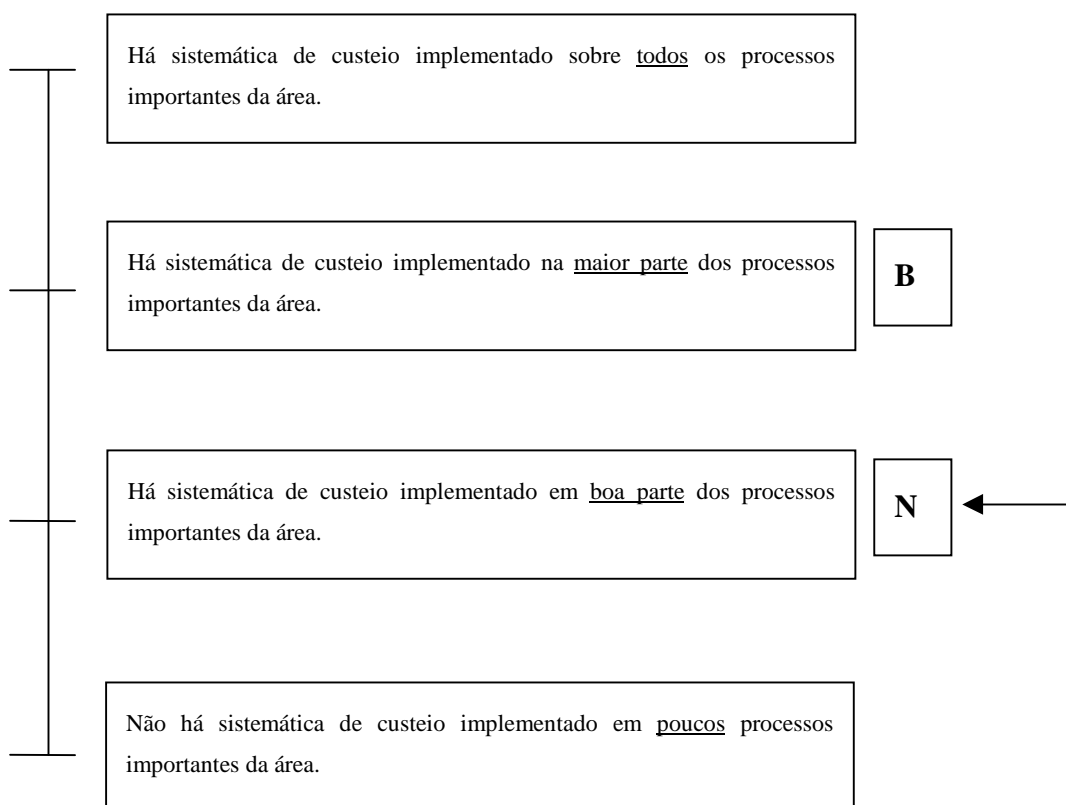 Há sistemática de custeio implementado sobre todos os processos
importantes da área.
Há sistemática de custeio implementado na maior parte dos processos
importantes da área.
B
Há sistemática de custeio implementado em boa parte dos processos
importantes da área.
N
Não há sistemática de custeio implementado em poucos processos
importantes da área.